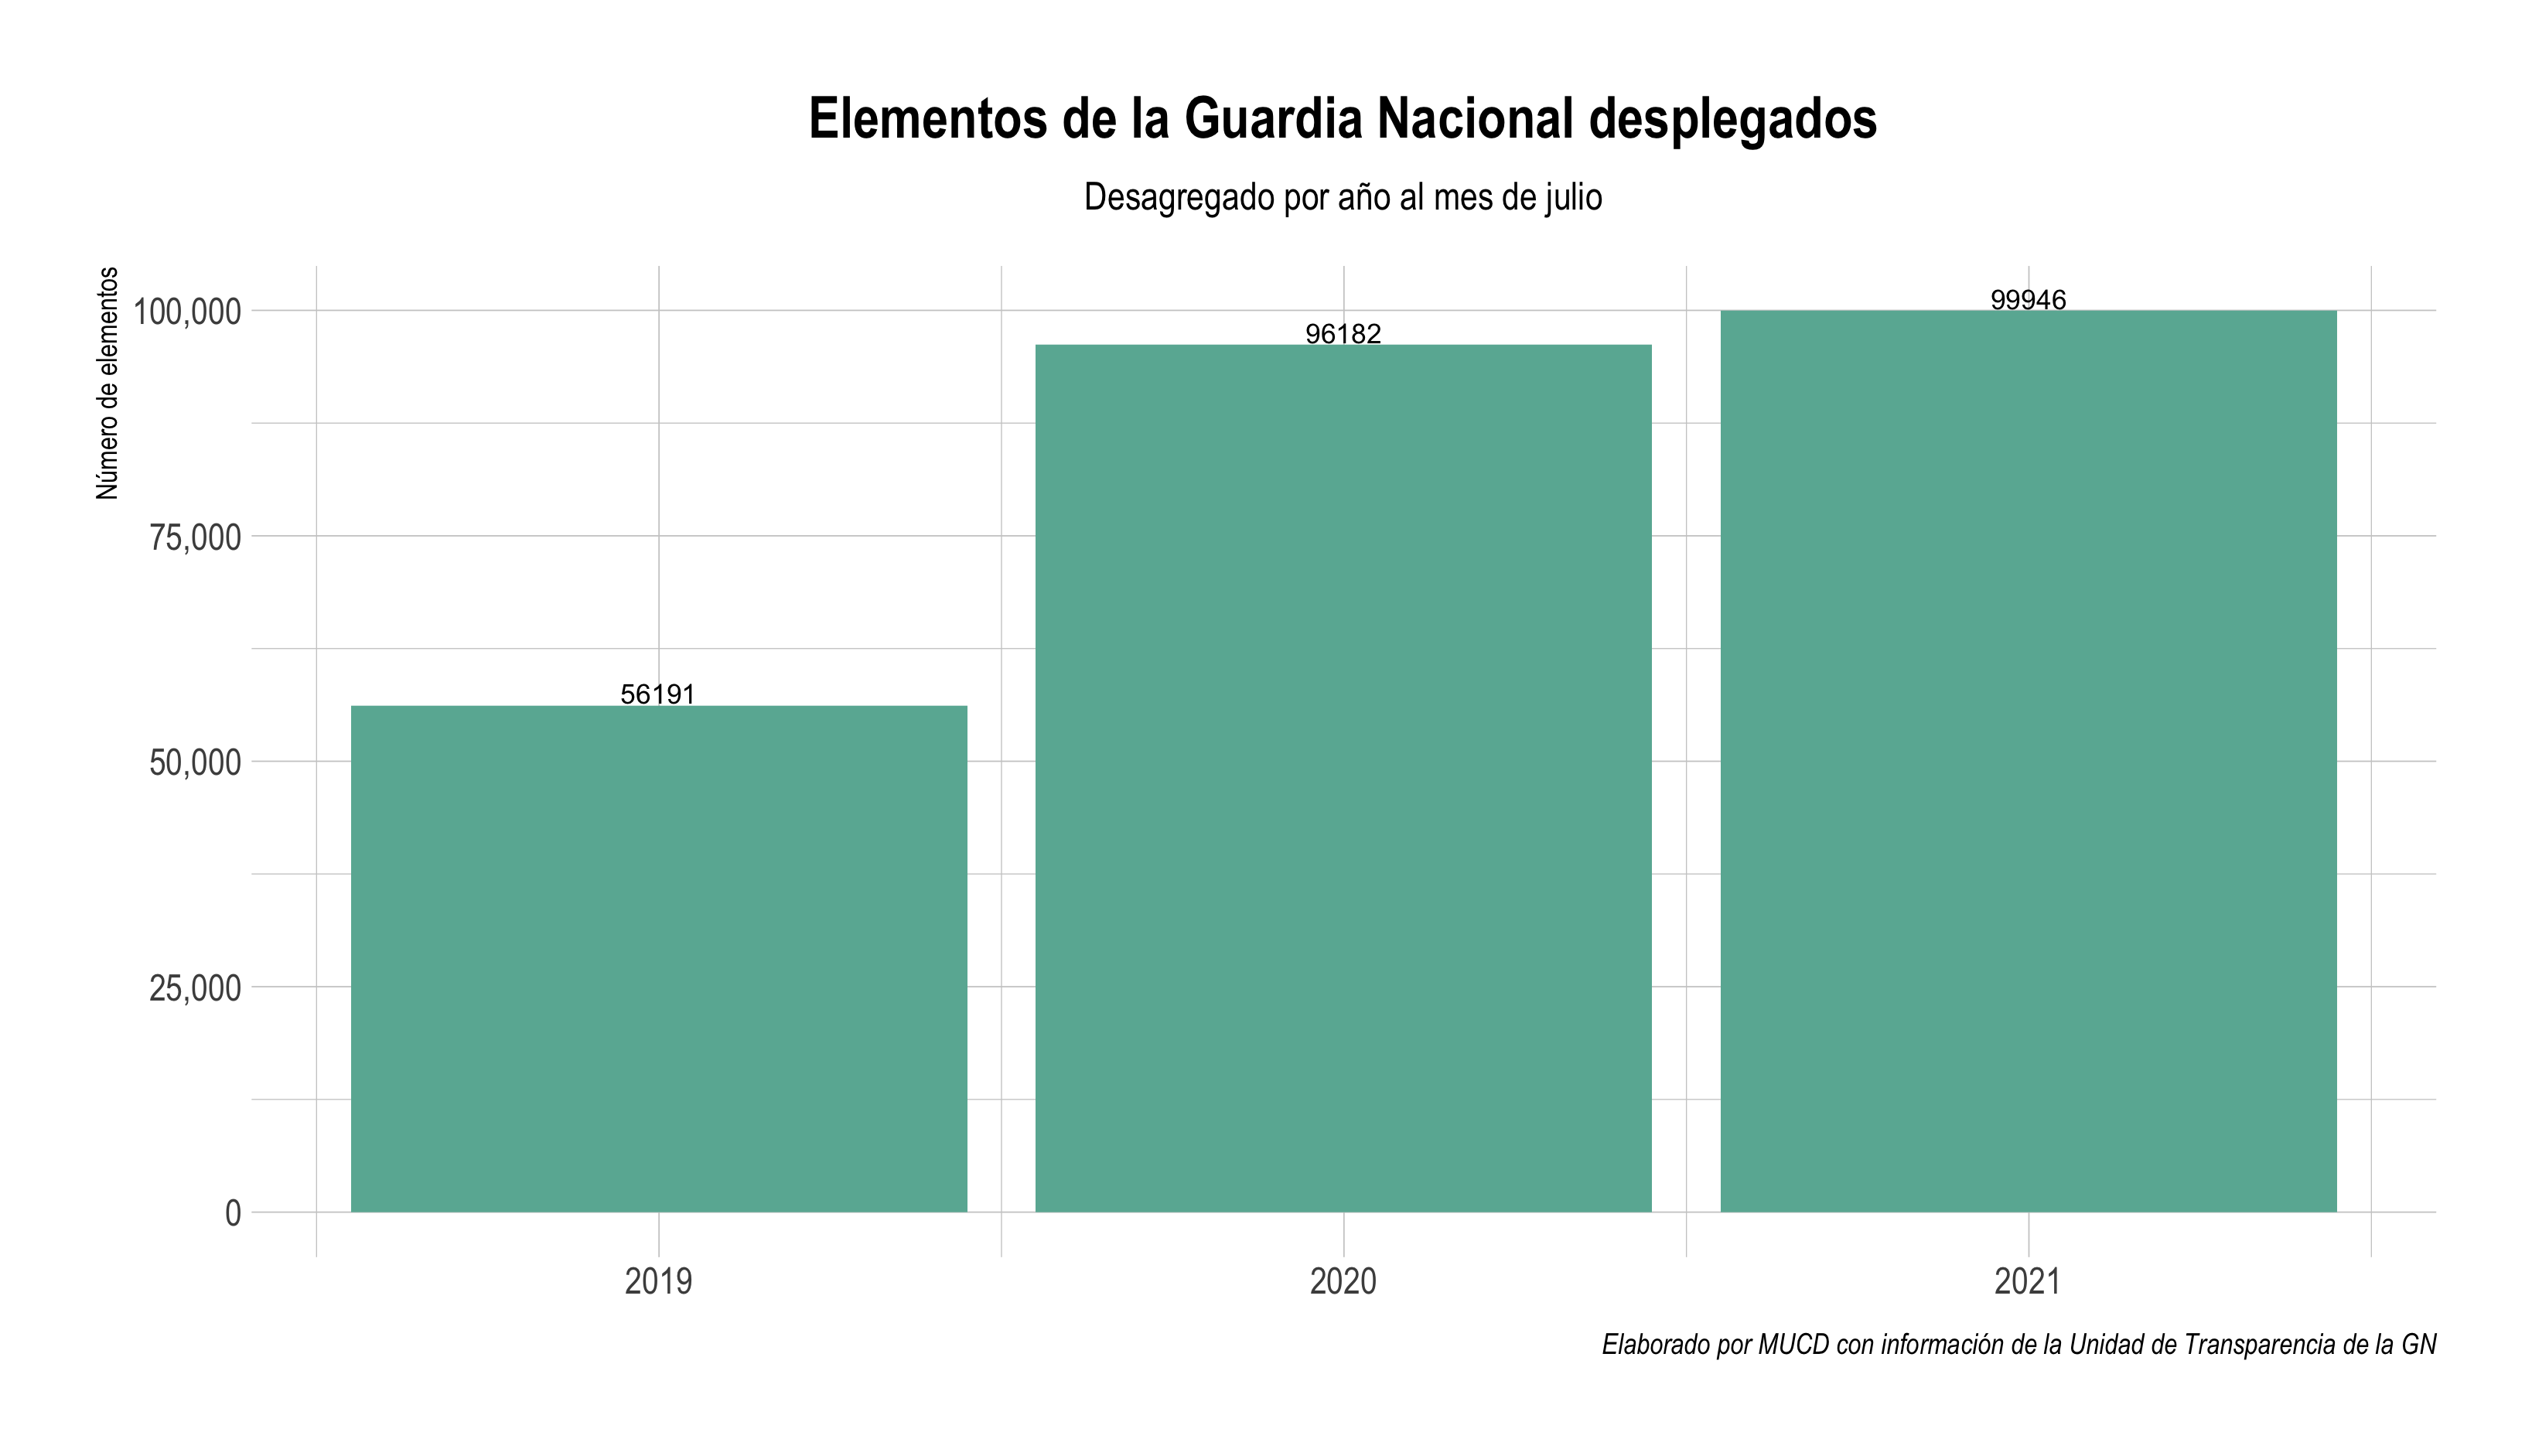 Elementos de la Guardia Nacional desplegados
Desagregado por año al mes de julio
Número de elementos
100,000
75,000
50,000
25,000
0
56191
96182
99946
2019
2020
2021
Elaborado por MUCD con información de la Unidad de Transparencia de la GN